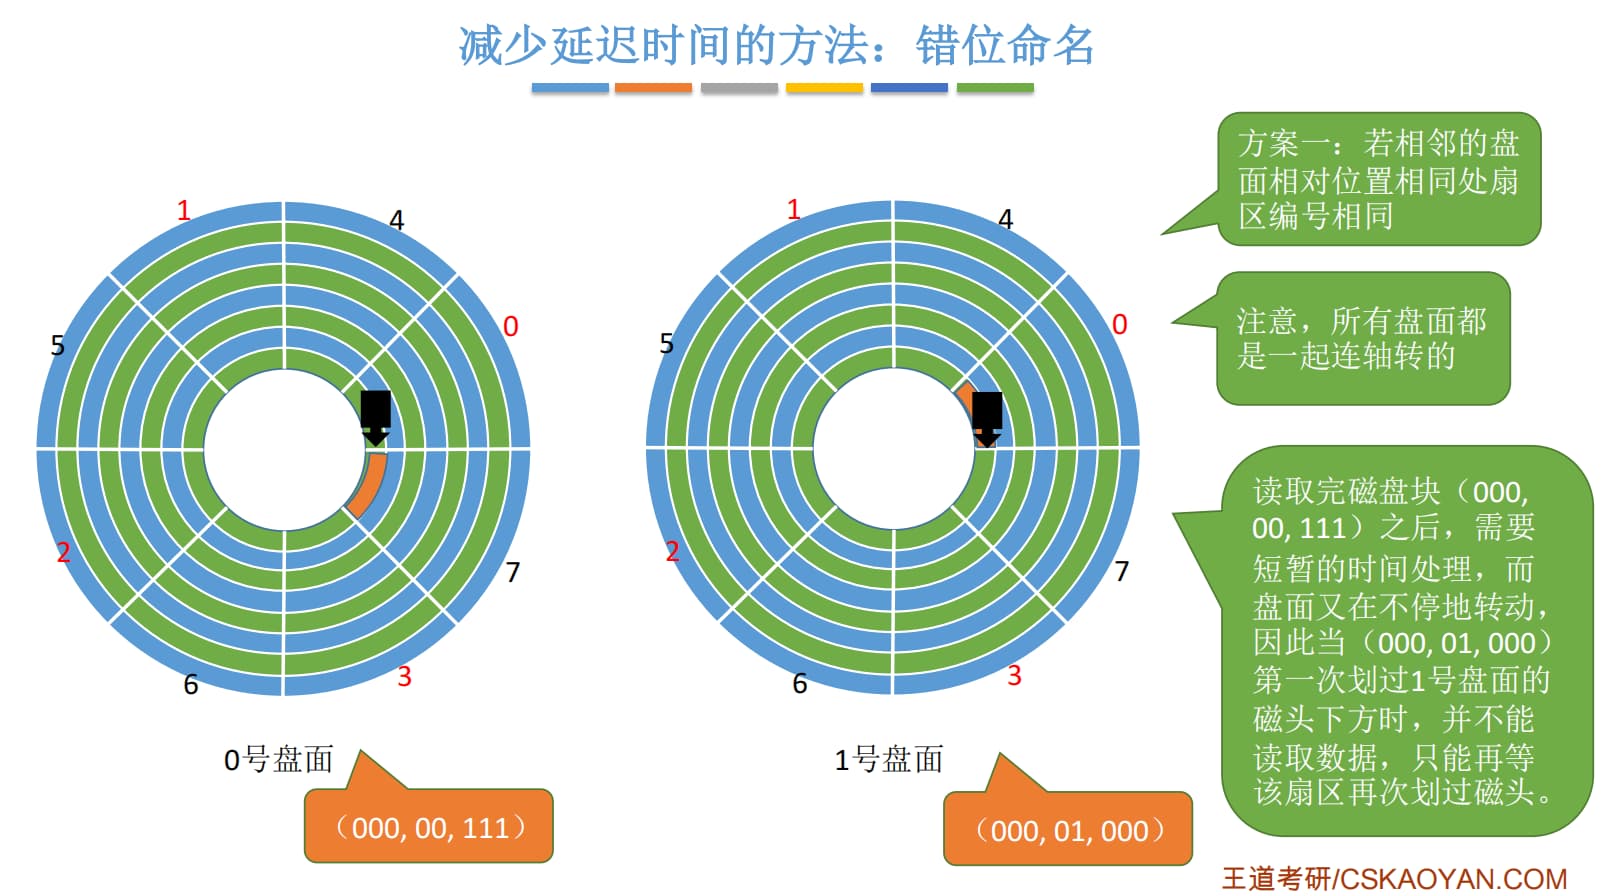 减少延迟时间的方法：错位命名
方案一：若相邻的盘
面相对位置相同处扇
区编号相同
注意，所有盘面都
是一起连轴转的
读取完磁盘块（000,
00, 111）之后，需要
短暂的时间处理，而
盘面又在不停地转动，
因此当（000, 01, 000）
第一次划过1号盘面的
磁头下方时，并不能
读取数据，只能再等
该扇区再次划过磁头。
1
4
0
5
2
7
6
3
0号盘面
（000, 00, 111）
1
4
0
5
2
7
6
3
1号盘面
（000, 01, 000）
王道考研/CSKAOYAN.COM